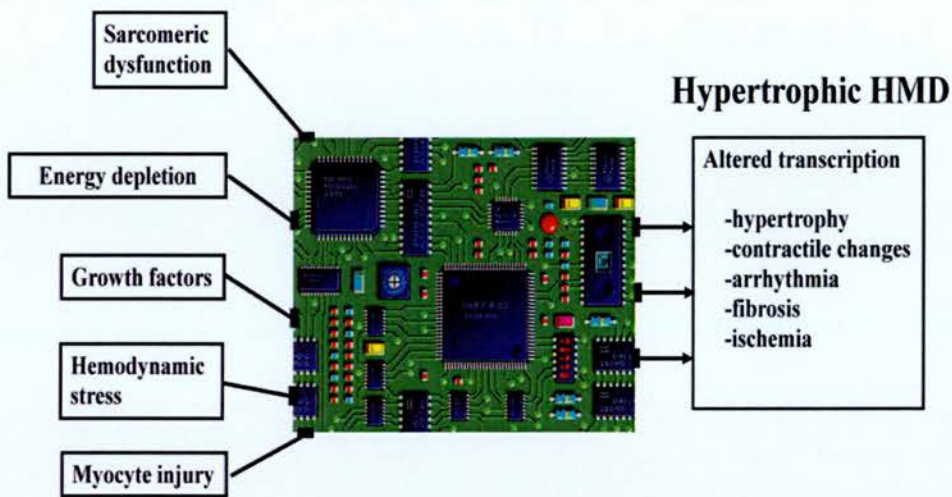 Sarcomeric
dysfunction
Energy depletion
Growth factors
Hemodynamic
stress
Myocyte injury
Hypertrophic HMD
Altered transcription
-hypertrophy
-contractile changes
-arrhythmia
-fibrosis
-ischemia